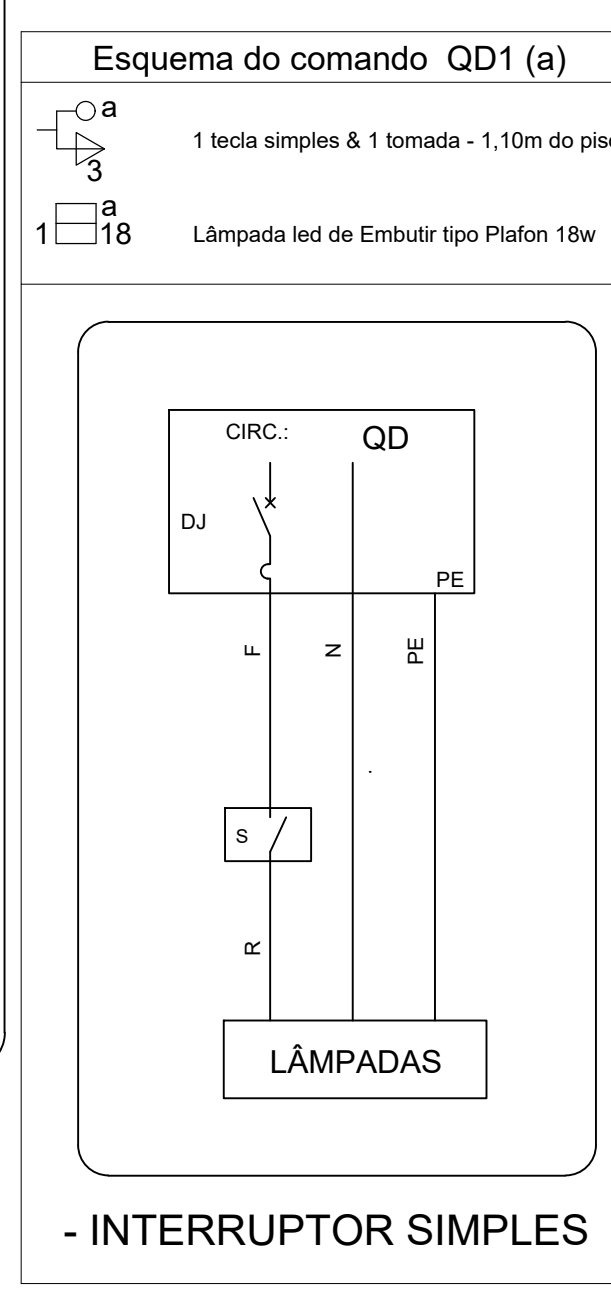 Esquema do comando QD1 (a)
a
1 tecla simples & 1 tomada - 1,10m do pis
3
a
1 18
Lâmpada led de Embutir tipo Plafon 18w
CIRC.: QD
DJ
PE
F N PE
S
R
LÂMPADAS
- INTERRUPTOR SIMPLES